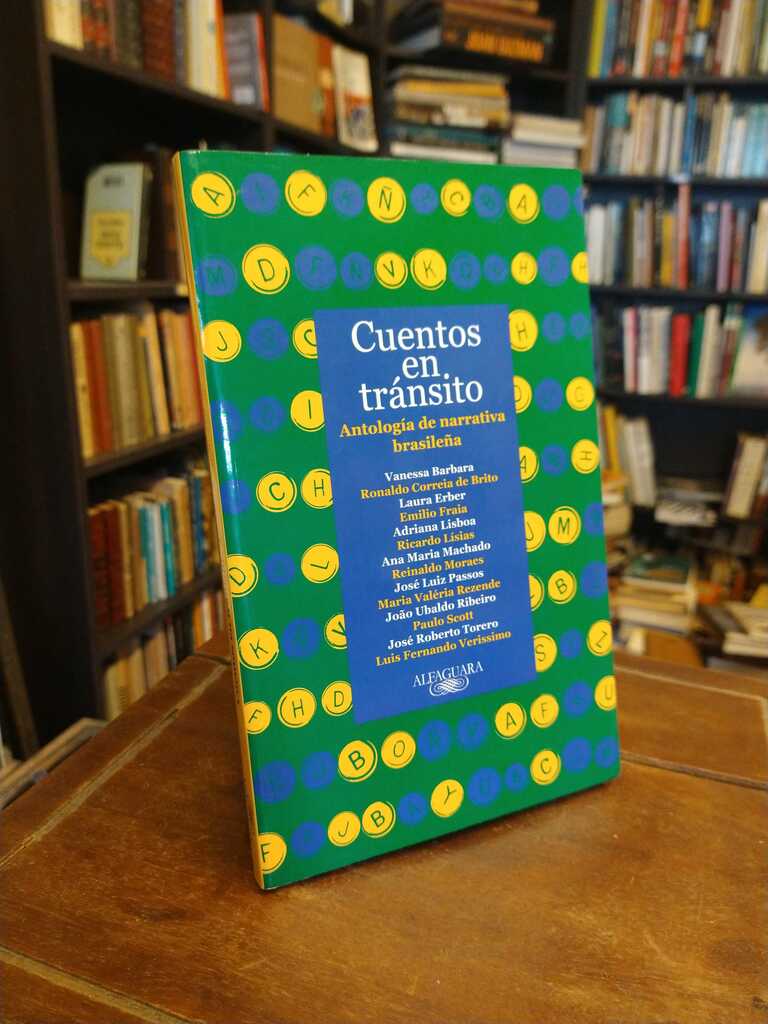 Cuentos
en
tránsito
Antología de narrativa
brasileña
Vanessa Barbara
Ronaldo Correia de Brito
Laura Erber
Emilio Fraia
Adriana Lisboa
Ricardo Lísias
Ana Maria Machado
Reinaldo Moraes
José Luiz Passos
Maria Valéria Rezende
João Ubaldo Ribeiro
Paulo Scott
José Roberto Torero
Luis Fernando Verissimo
ALFAGUARA